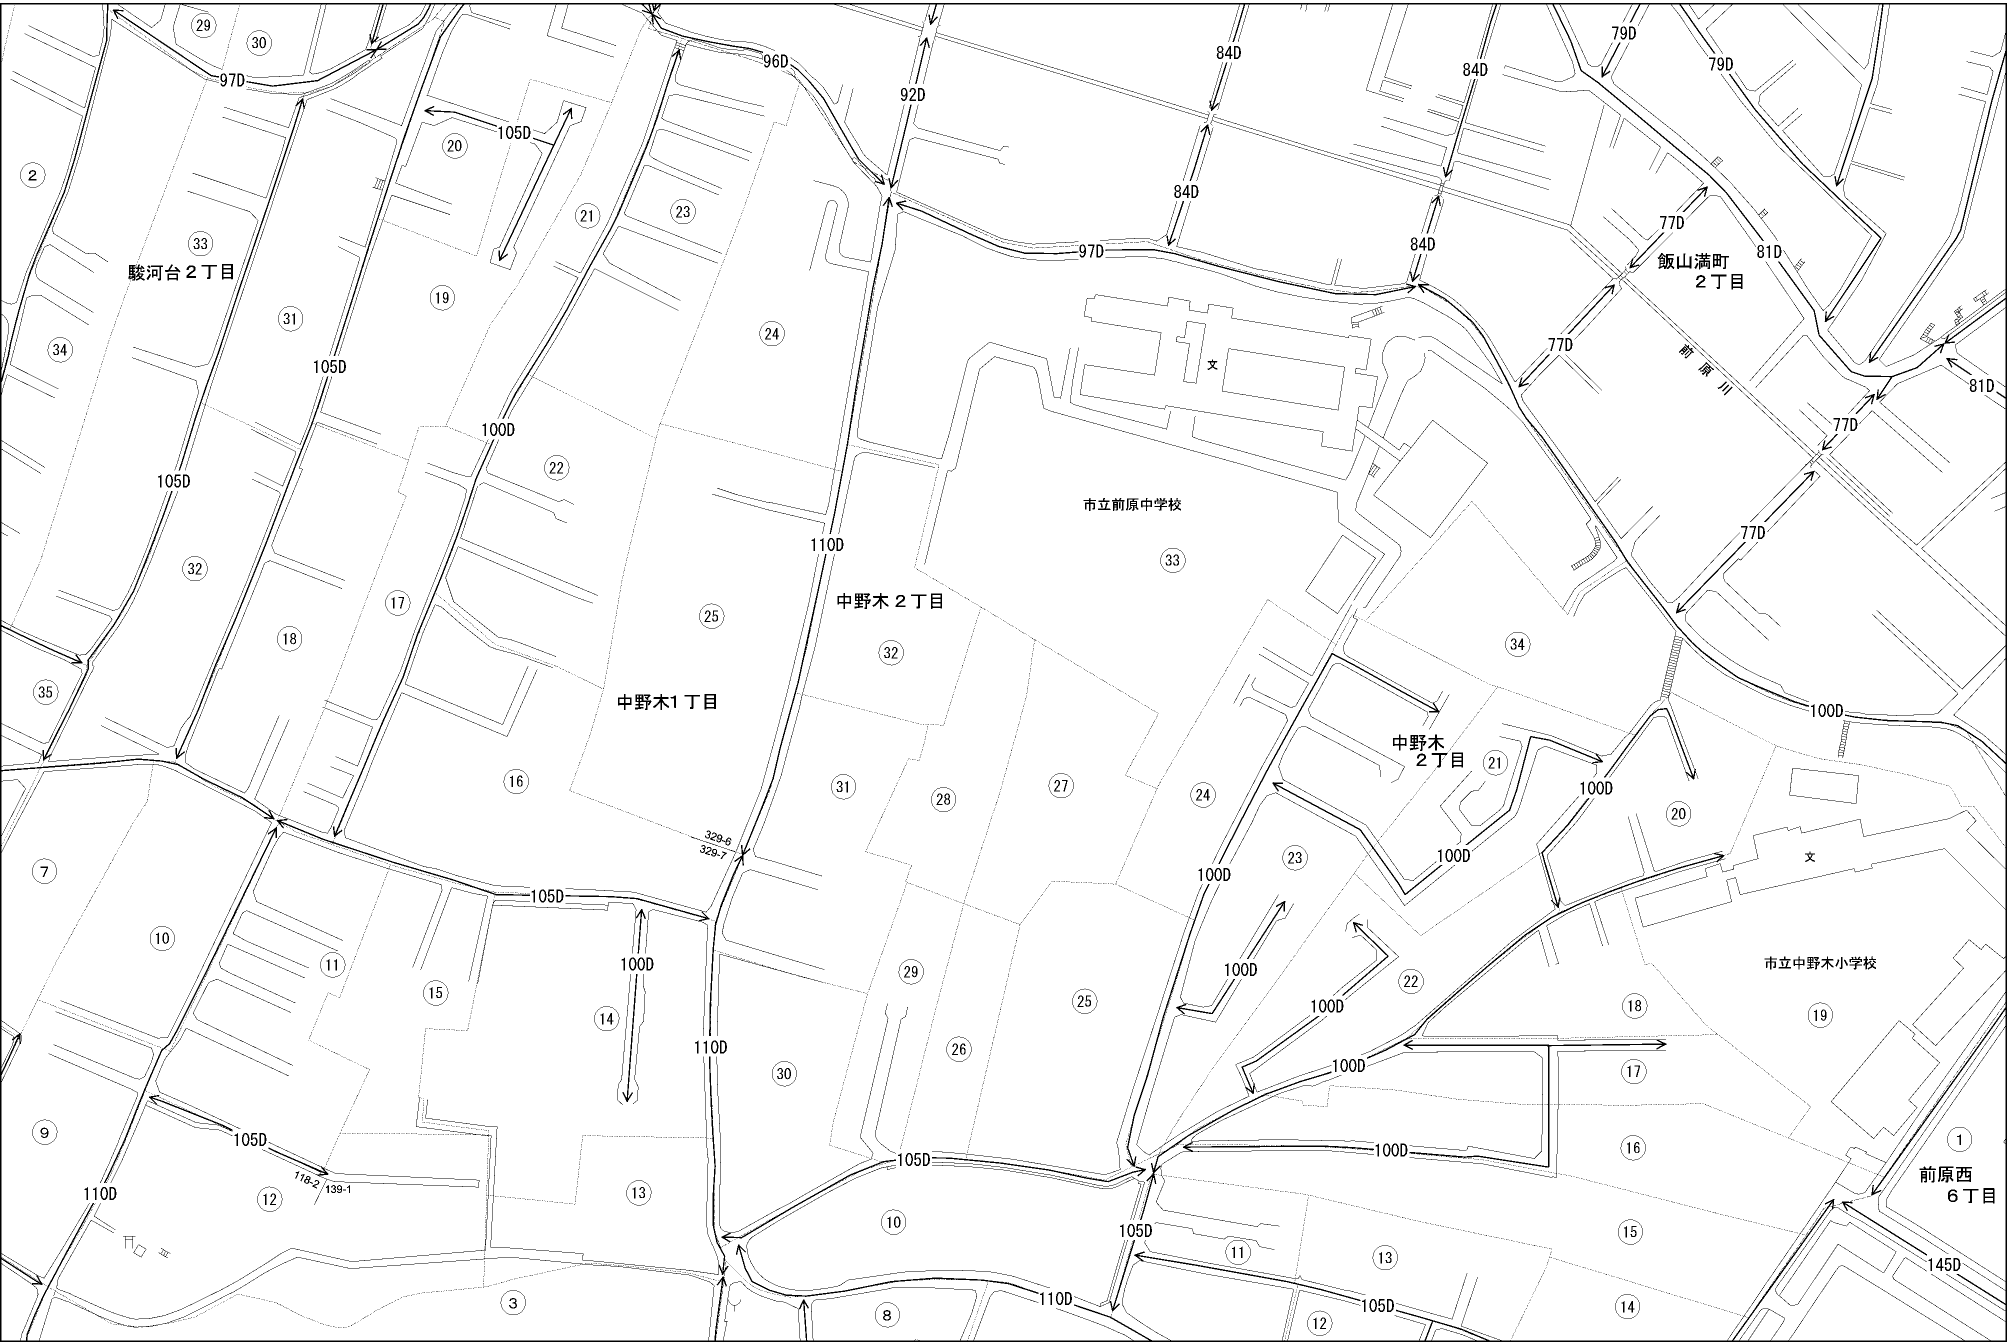 29
30
97D
96D
92D
84D
84D
79D
79D
105D
20
2
21
23
84D
84D
33
駿河台２丁目
97D
77D
81D
飯山満町
２丁目
19
31
24
34
105D
77D
前原川
文
81D
77D
100D
22
105D
市立前原中学校
110D
77D
33
32
17
中野木２丁目
25
18
32
34
35
中野木1丁目
100D
中野木
２丁目
21
16
31
28
27
24
100D
20
329-6
329-7
7
23
100D
文
100D
105D
10
11
15
14
100D
29
25
100D
22
市立中野木小学校
100D
18
19
110D
26
30
100D
17
9
105D
105D
100D
16
1
118-2
139-1
前原西
６丁目
110D
12
13
10
105D
11
13
15
145D
3
8
110D
105D
12
14